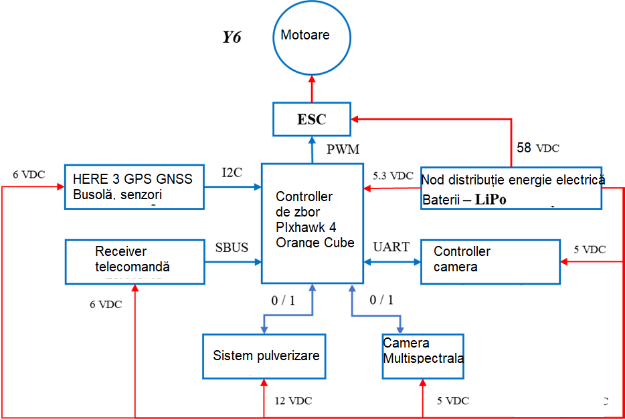 Y6
Motoare
ESC
PWM
58 VDC
6 VDC
HERE 3 GPS GNSS
Busolă, senzori
I2C
Controller
de zbor
PIxhawk 4
Orange Cube
5.3 VDC
Nod distribuție energie electrică
Baterii – LiPo
Receiver
telecomandă
SBUS
UART
Controller
camera
5 VDC
6 VDC
0 / 1
0 / 1
Sistem pulverizare
Camera
Multispectrala
12 VDC
5 VDC